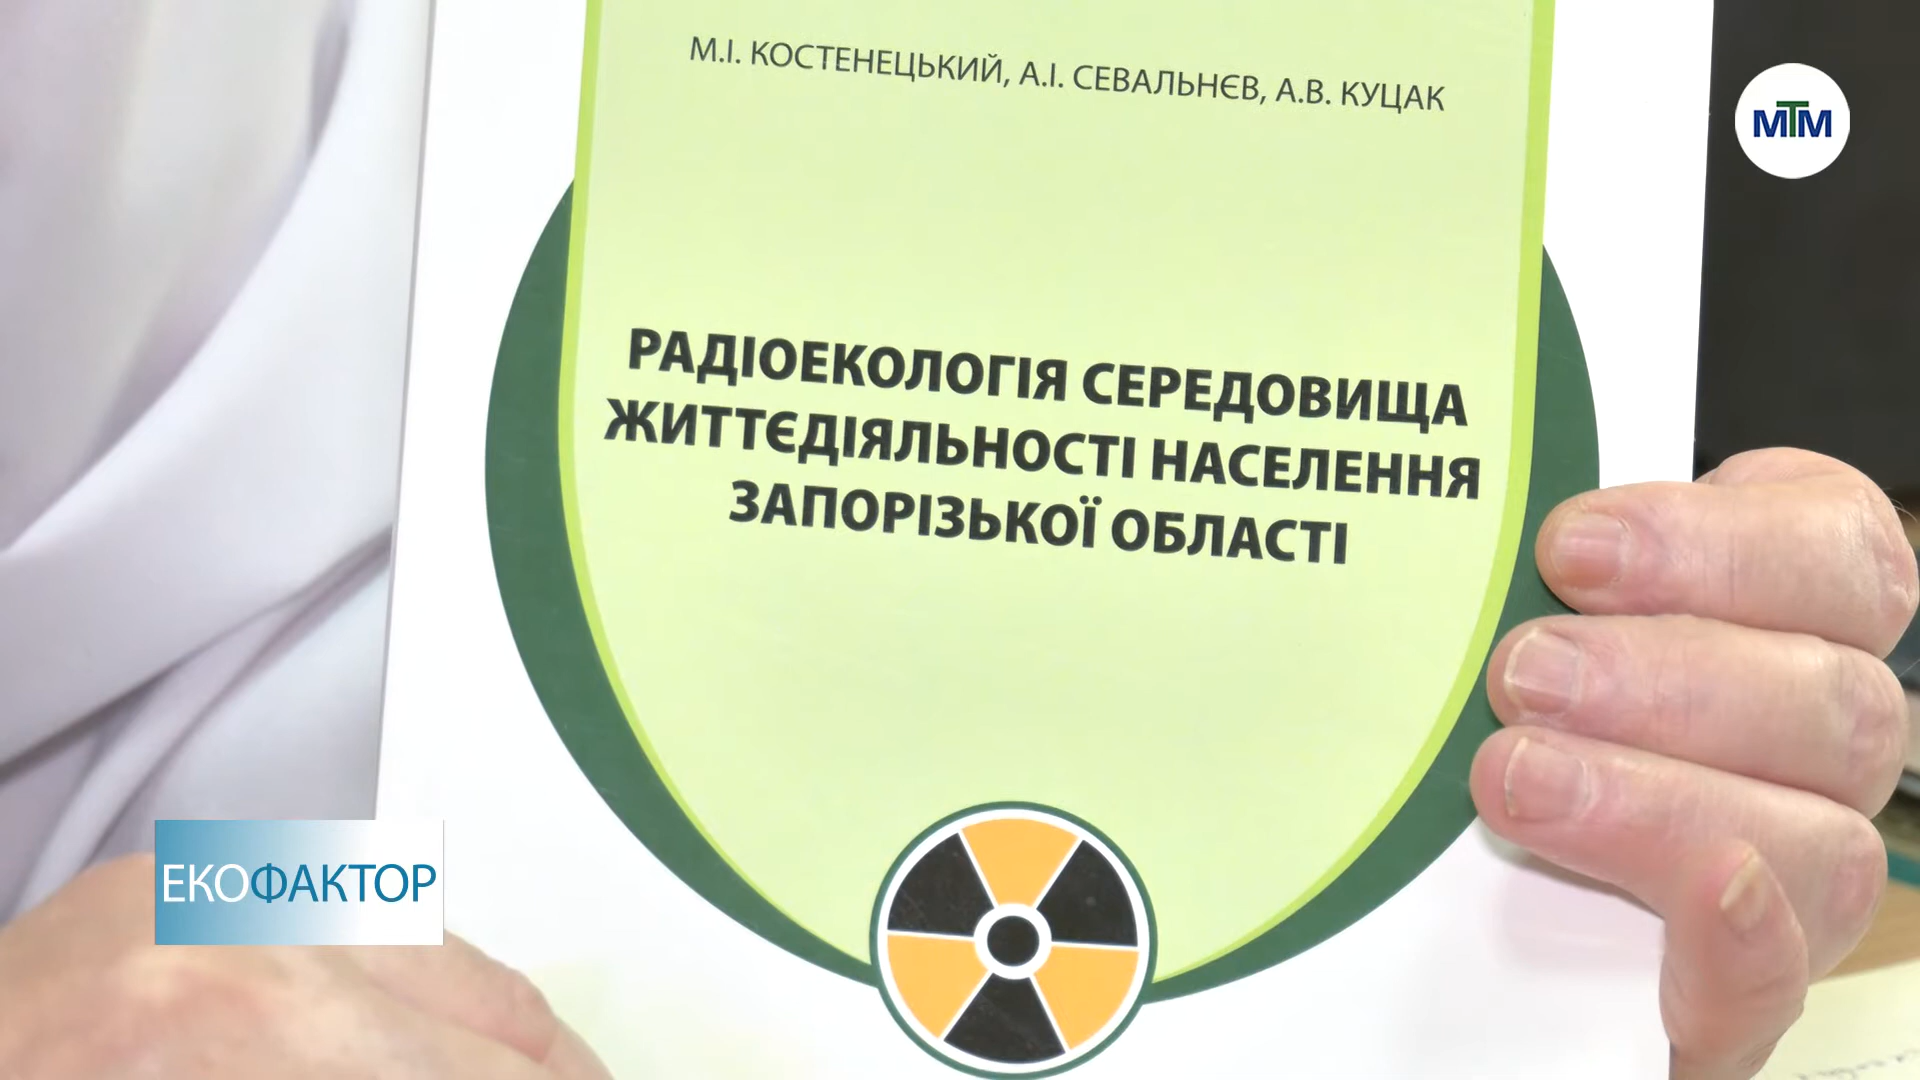 М.І. КОСТЕНЕЦЬКИЙ, А.І. СЕВАЛЬНЄВ, А.В. КУЦАК
МТМ
РАДІОЕКОЛОГІЯ СЕРЕДОВИЩА
ЖИТТЄДІЯЛЬНОСТІ НАСЕЛЕННЯ
ЗАПОРІЗЬКОЇ ОБЛАСТІ
ЕКОФАКТОР